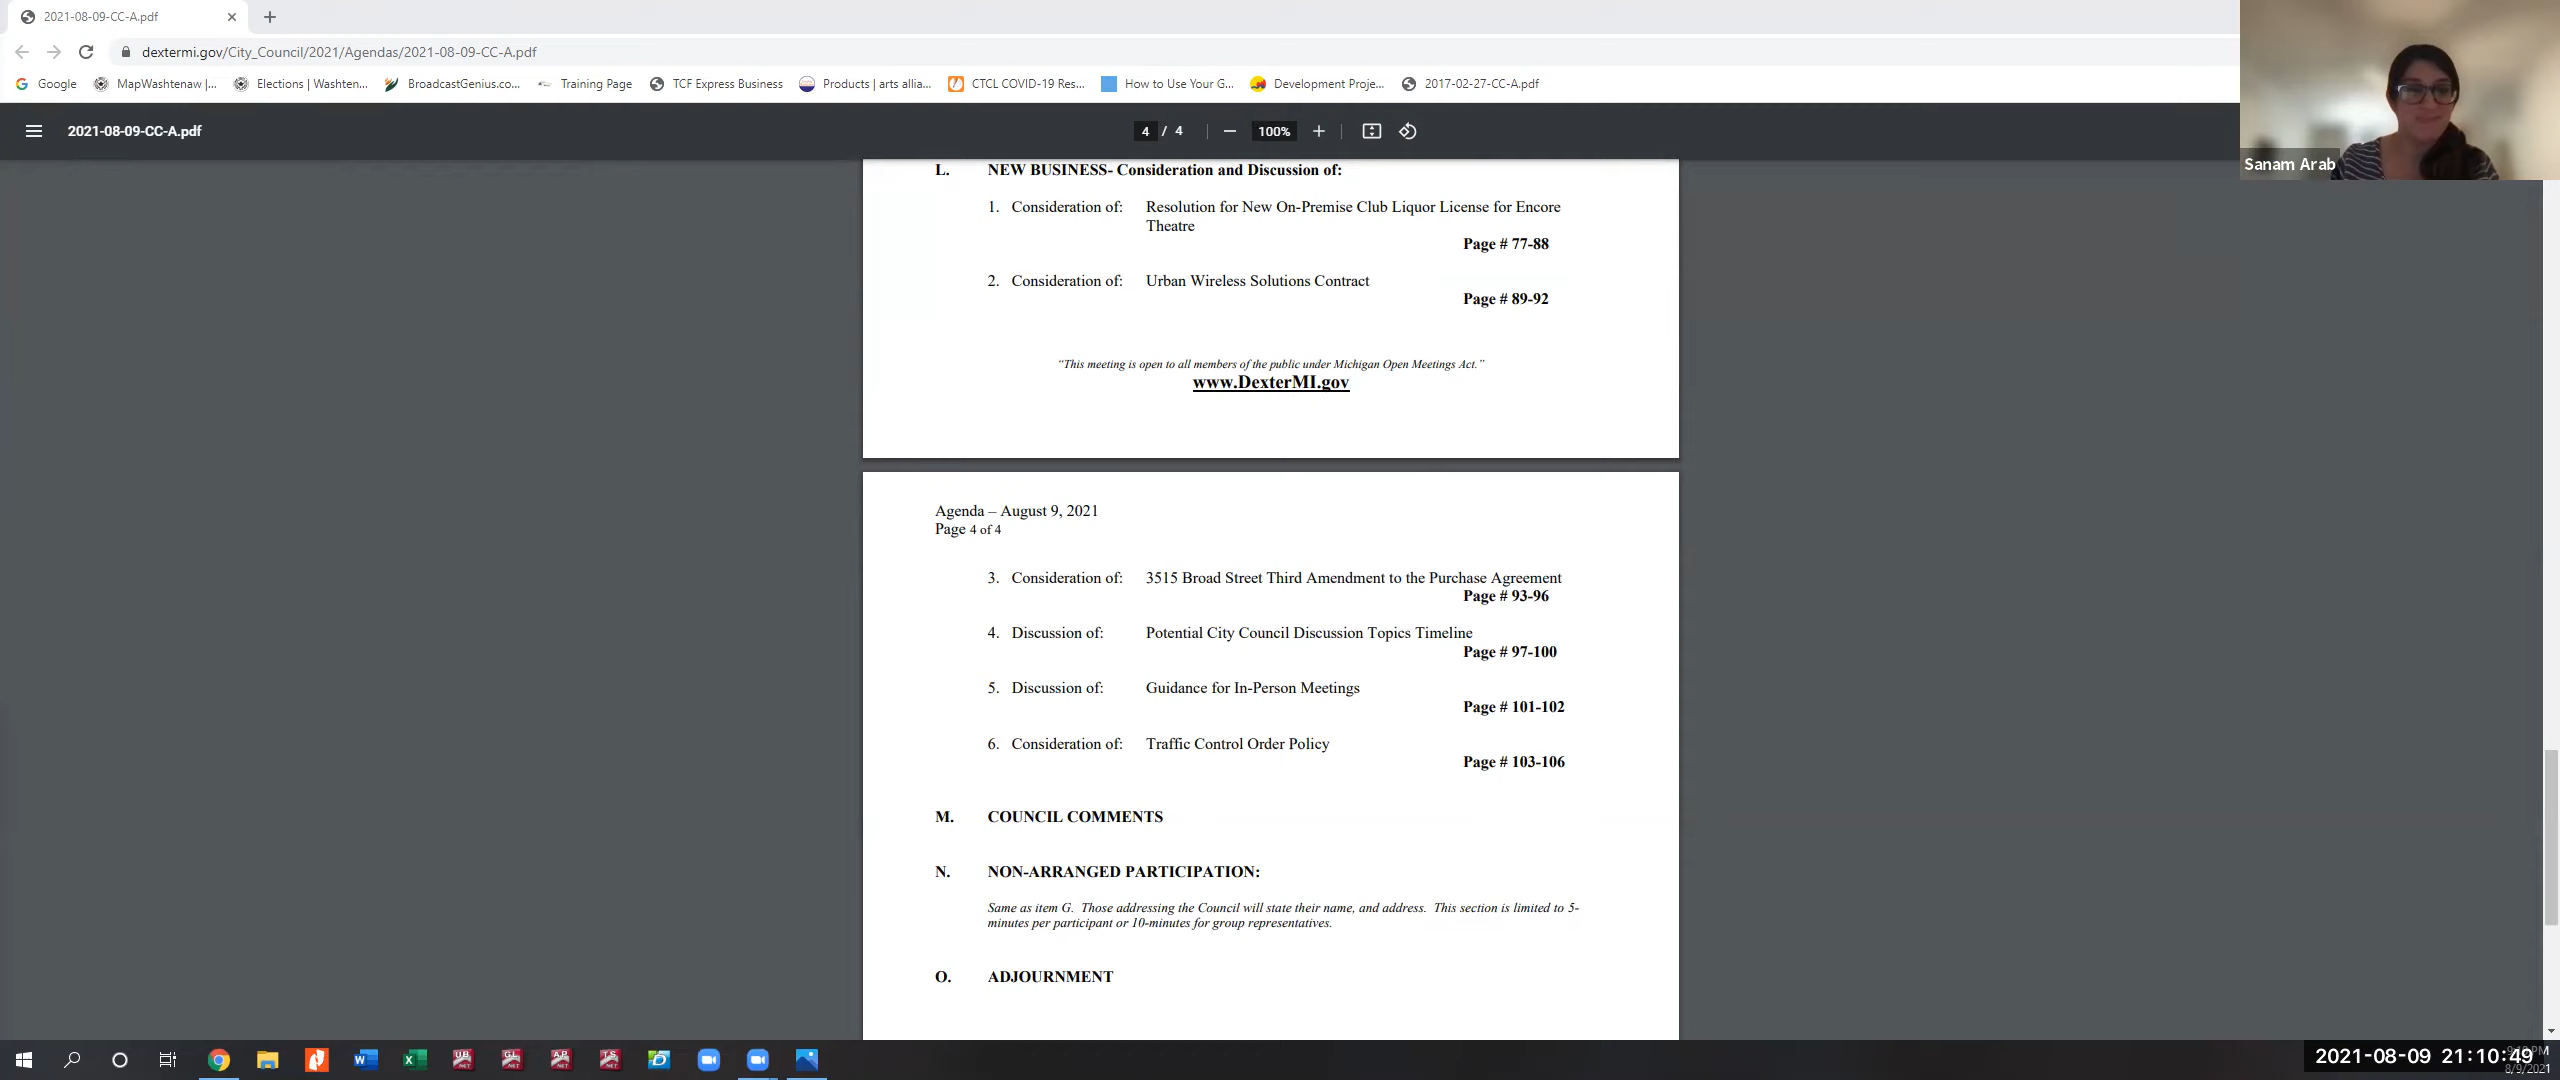 2021-08-09-CC-A.pdf
dextermi.gov/City_Council/2021/Agendas/2021-08-09-CC-A.pdf
Google MapWashtenaw |... Elections | Washten... BroadcastGenius.co... Training Page TCF Express Business Products | arts allia... CTCL COVID-19 Res... How to Use Your G... Development Proje... 2017-02-27-CC-A.pdf
2021-08-09-CC-A.pdf 4 / 4 100%
Sanam Arab
L. NEW BUSINESS- Consideration and Discussion of:
1. Consideration of: Resolution for New On-Premise Club Liquor License for Encore
Theatre
Page # 77-88
2. Consideration of: Urban Wireless Solutions Contract
Page # 89-92
“This meeting is open to all members of the public under Michigan Open Meetings Act.”
www.DexterMI.gov
Agenda – August 9, 2021
Page 4 of 4
3. Consideration of: 3515 Broad Street Third Amendment to the Purchase Agreement
Page # 93-96
4. Discussion of: Potential City Council Discussion Topics Timeline
Page # 97-100
5. Discussion of: Guidance for In-Person Meetings
Page # 101-102
6. Consideration of: Traffic Control Order Policy
Page # 103-106
M. COUNCIL COMMENTS
N. NON-ARRANGED PARTICIPATION:
Same as item G. Those addressing the Council will state their name, and address. This section is limited to 5-
minutes per participant or 10-minutes for group representatives.
O. ADJOURNMENT
2021-08-09 21:10:49
8/9/2021